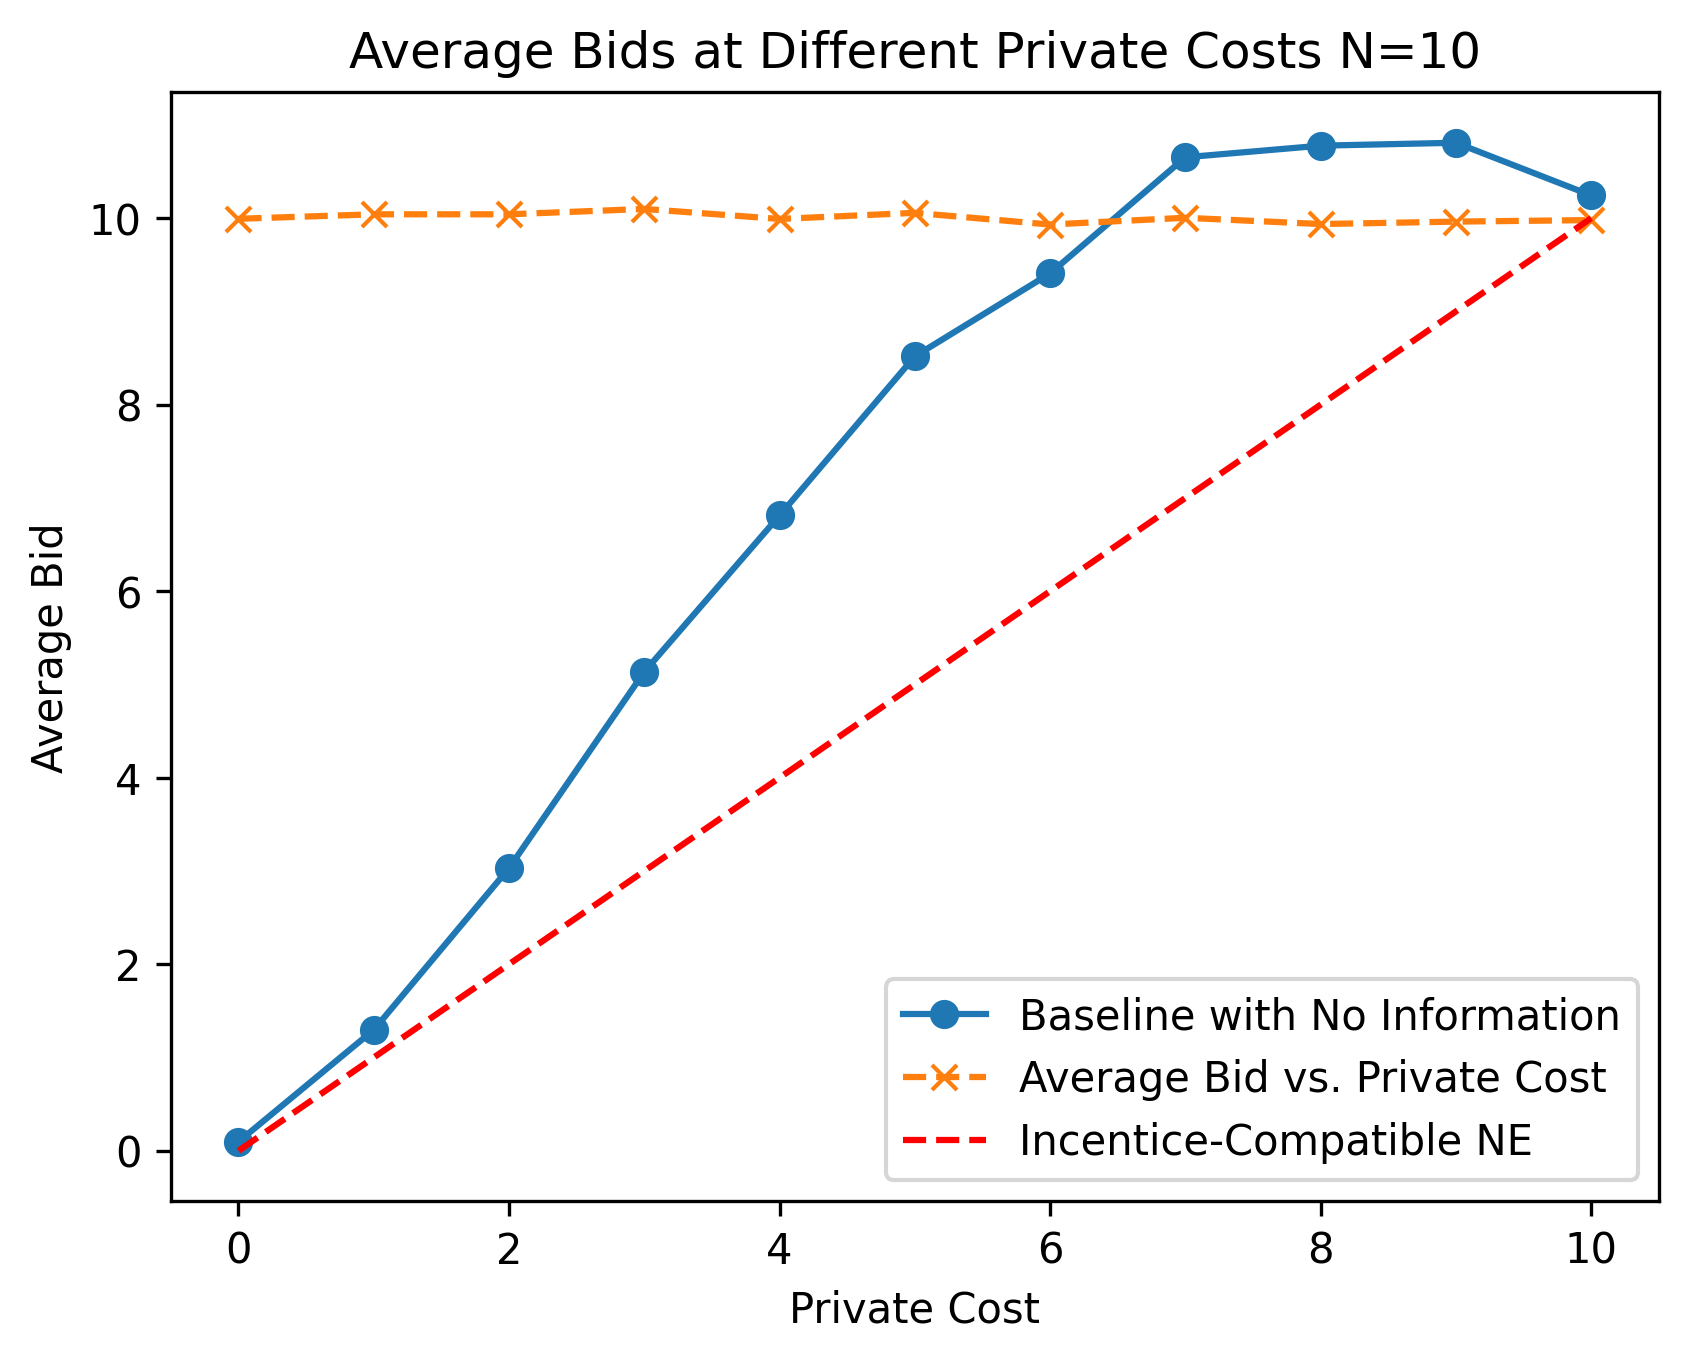 Average Bids at Different Private Costs N=10
10
8
6
4
2
0
Average Bid
Baseline with No Information
Average Bid vs. Private Cost
Incentice-Compatible NE
0 2 4 6 8 10
Private Cost